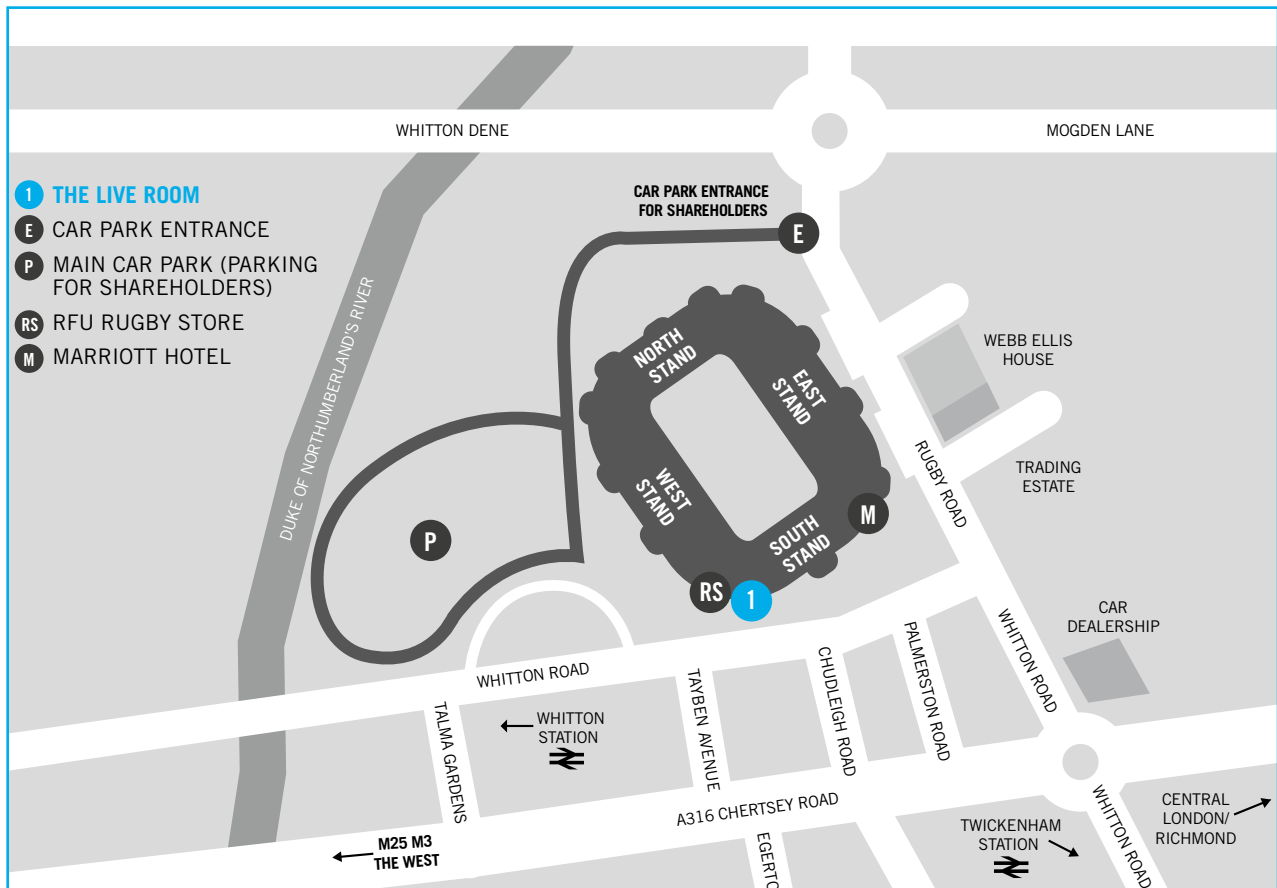 WHITTON DENE
MOGDEN LANE
1 THE LIVE ROOM
E CAR PARK ENTRANCE
P MAIN CAR PARK (PARKING
FOR SHAREHOLDERS)
RS RFU RUGBY STORE
M MARRIOTT HOTEL
CAR PARK ENTRANCE
FOR SHAREHOLDERS
E
DUKE OF NORTHUMBERLAND'S RIVER
NORTH
STAND
EAST
STAND
WEST
STAND
SOUTH
STAND
WEBB ELLIS
HOUSE
RUGBY ROAD
TRADING
ESTATE
P
M
RS
1
CAR
DEALERSHIP
WHITTON ROAD
WHITTON ROAD
TALMA GARDENS
WHITTON
STATION
TAYBEN AVENUE
CHUDLEIGH ROAD
PALMERSTON ROAD
A316 CHERTSEY ROAD
M25 M3
THE WEST
EGERTO
TWICKENHAM
STATION
WHITTON ROAD
CENTRAL
LONDON/
RICHMOND